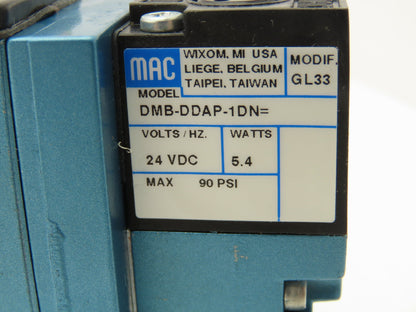 MAC
WIXOM, MI USA
LIEGE, BELGIUM
TAIPEI, TAIWAN
MODIF.
GL33
MODEL
DMB-DDAP-1DN=
VOLTS/HZ. WATTS
24 VDC 5.4
MAX 90 PSI